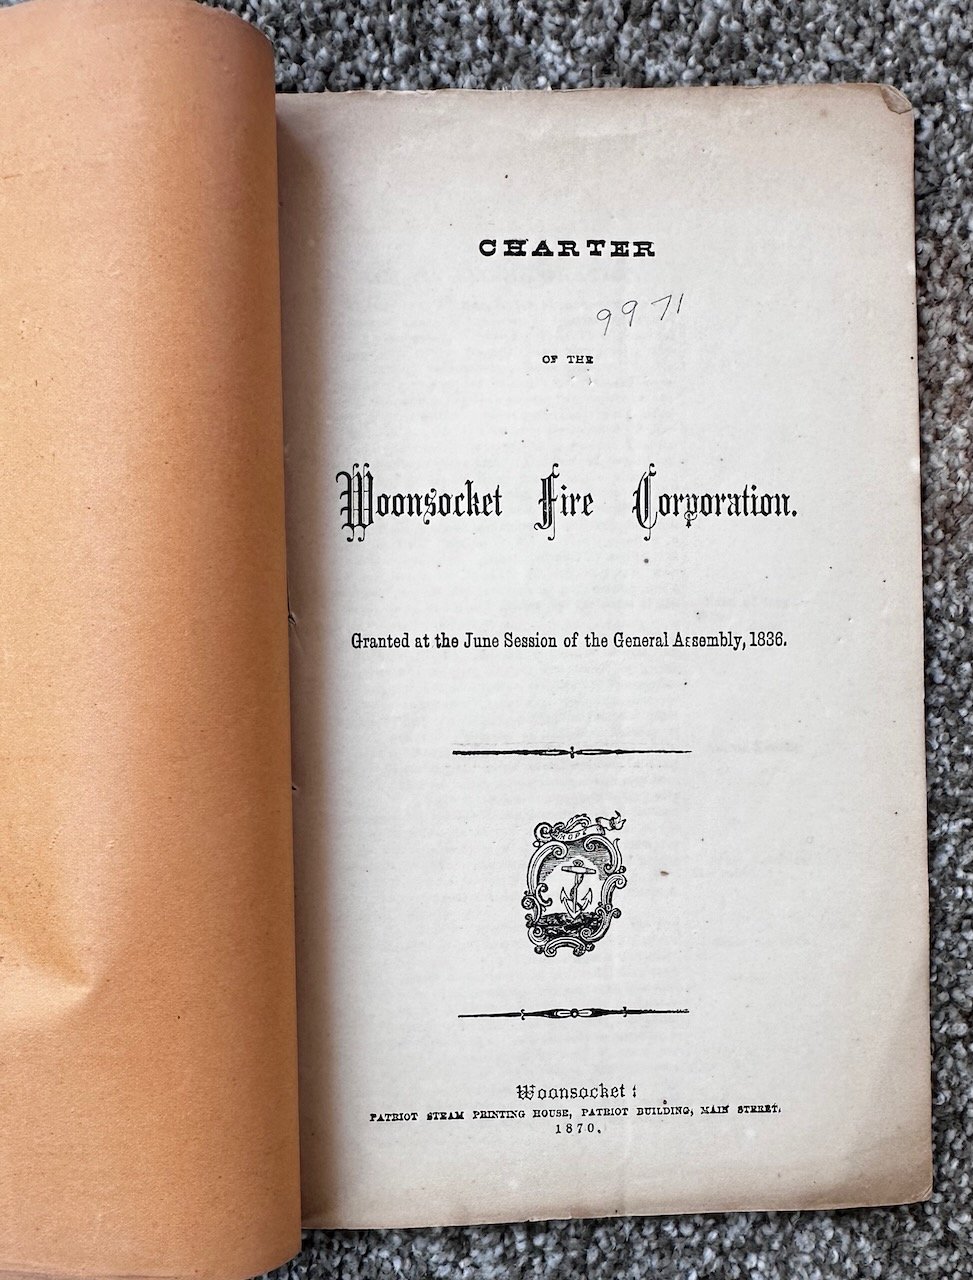 CHARTER
9971
OF THE
Woonsocket Fire Corporation.
Granted at the June Session of the General Assembly, 1836.
HOPE
Woonsocket:
PATRIOT STEAM PRINTING HOUSE, PATRIOT BUILDING, MAIN STREET.
1870.